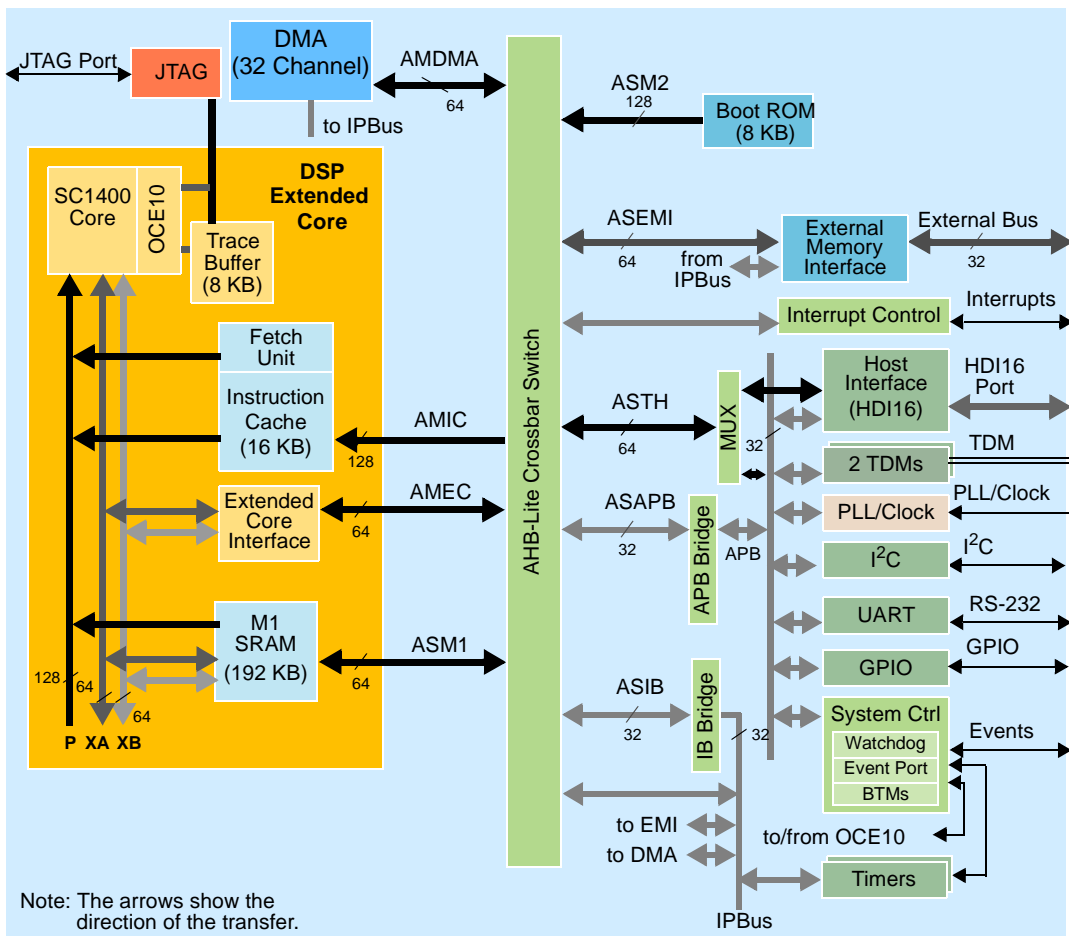 JTAG Port
JTAG
DMA
(32 Channel)
to IPBus
AMDMA
64
ASM2
128
Boot ROM
(8 KB)
DSP
Extended
Core
SC1400
Core
OCE10
Trace
Buffer
(8 KB)
ASEMI
64
from
IPBus
External
Memory
Interface
External Bus
32
Interrupt Control
Interrupts
Fetch
Unit
Instruction
Cache
(16 KB)
AMIC
128
AHB-Lite Crossbar Switch
ASTH
64
MUX
32
Host
Interface
(HDI16)
HDI16
Port
2 TDMs
TDM
Extended
Core
Interface
AMEC
64
ASAPB
32
APB Bridge
APB
PLL/Clock
PLL/Clock
I2C
I2C
UART
RS-232
GPIO
GPIO
M1
SRAM
(192 KB)
ASM1
64
128
64
64
P
XA
XB
ASIB
32
IB Bridge
32
System Ctrl
Watchdog
Event Port
BTMs
Events
to EMI
to DMA
to/from OCE10
Timers
IPBus
Note: The arrows show the
direction of the transfer.